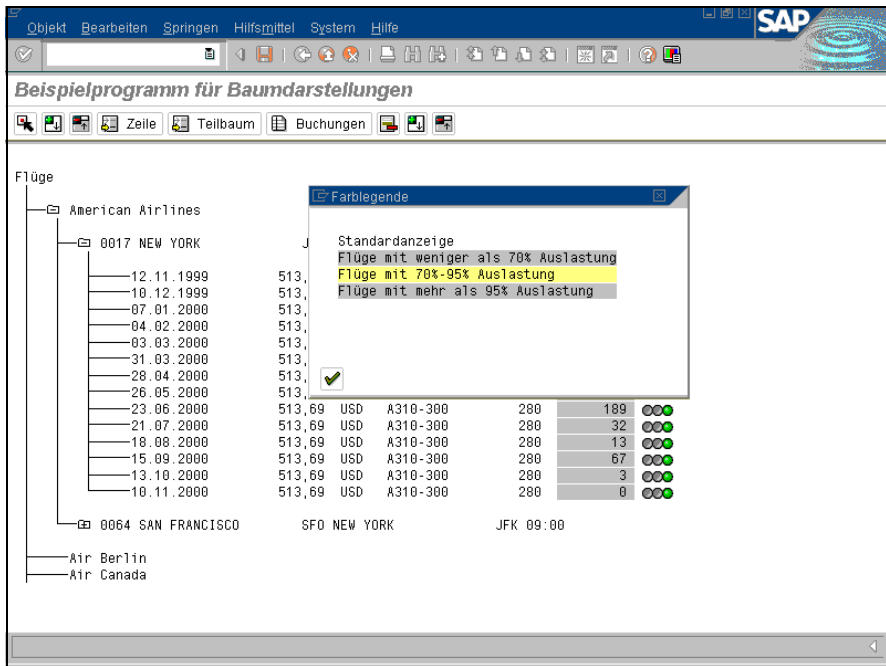 Objekt Bearbeiten Springen Hilfsmittel System Hilfe
SAP
Beispielprogramm für Baumdarstellungen
Zeile Teilbaum Buchungen
Flüge
Farblegende
American Airlines
0017 NEW YORK J
Standardanzeige
Flüge mit weniger als 70% Auslastung
Flüge mit 70%-95% Auslastung
Flüge mit mehr als 95% Auslastung
12.11.1999 513,
10.12.1999 513,
07.01.2000 513,
04.02.2000 513,
03.03.2000 513,
31.03.2000 513,
28.04.2000 513,
26.05.2000 513,
23.06.2000 513,69 USD A310-300 280 189
21.07.2000 513,69 USD A310-300 280 32
18.08.2000 513,69 USD A310-300 280 13
15.09.2000 513,69 USD A310-300 280 67
13.10.2000 513,69 USD A310-300 280 3
10.11.2000 513,69 USD A310-300 280 0
0064 SAN FRANCISCO SFO NEW YORK JFK 09:00
Air Berlin
Air Canada